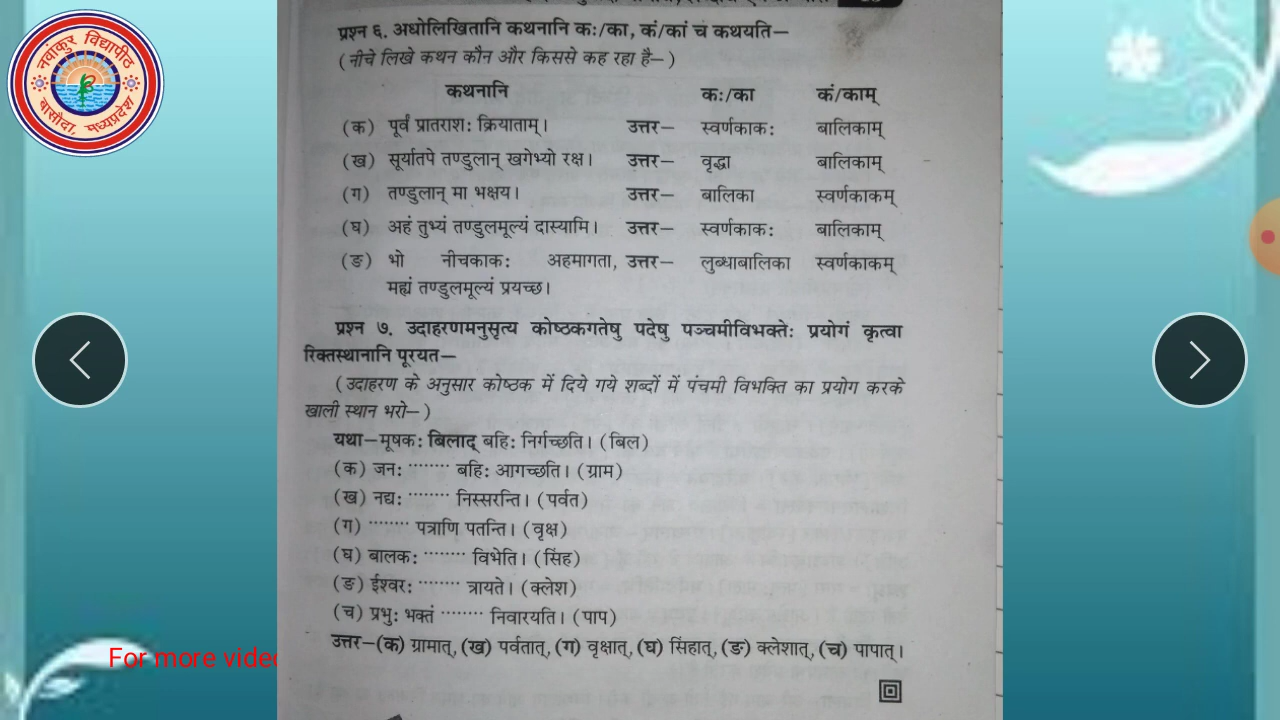 नवांकुर विद्यापीठ
बासौदा, मध्यप्रदेश
प्रश्न ६. अधोलिखितानि कथनानि कः/का, कं/कां च कथयति—
(नीचे लिखे कथन कौन और किससे कह रहा है—)
कथनानि कः/का कं/काम्
(क) पूर्वं प्रातराशः क्रियाताम्। उत्तर— स्वर्णकाकः बालिकाम्
(ख) सूर्यातपे तण्डुलान् खगेभ्यो रक्ष। उत्तर— वृद्धा बालिकाम्
(ग) तण्डुलान् मा भक्षय। उत्तर— बालिका स्वर्णकाकम्
(घ) अहं तुभ्यं तण्डुलमूल्यं दास्यामि। उत्तर— स्वर्णकाकः बालिकाम्
(ङ) भो नीचकाकः अहमागता, उत्तर— लुब्धाबालिका स्वर्णकाकम्
मह्यं तण्डुलमूल्यं प्रयच्छ।
प्रश्न ७. उदाहरणमनुसृत्य कोष्ठकगतेषु पदेषु पञ्चमीविभक्तेः प्रयोगं कृत्वा
रिक्तस्थानानि पूरयत—
(उदाहरण के अनुसार कोष्ठक में दिये गये शब्दों में पंचमी विभक्ति का प्रयोग करके
खाली स्थान भरो—)
यथा—मूषकः बिलाद् बहिः निर्गच्छति। (बिल)
(क) जनः ········ बहिः आगच्छति। (ग्राम)
(ख) नद्यः ········ निस्सरन्ति। (पर्वत)
(ग) ········ पत्राणि पतन्ति। (वृक्ष)
(घ) बालकः ········ विभेति। (सिंह)
(ङ) ईश्वरः ········ त्रायते। (क्लेश)
(च) प्रभुः भक्तं ········ निवारयति। (पाप)
उत्तर—(क) ग्रामात्, (ख) पर्वतात्, (ग) वृक्षात्, (घ) सिंहात्, (ङ) क्लेशात्, (च) पापात्।
For more video